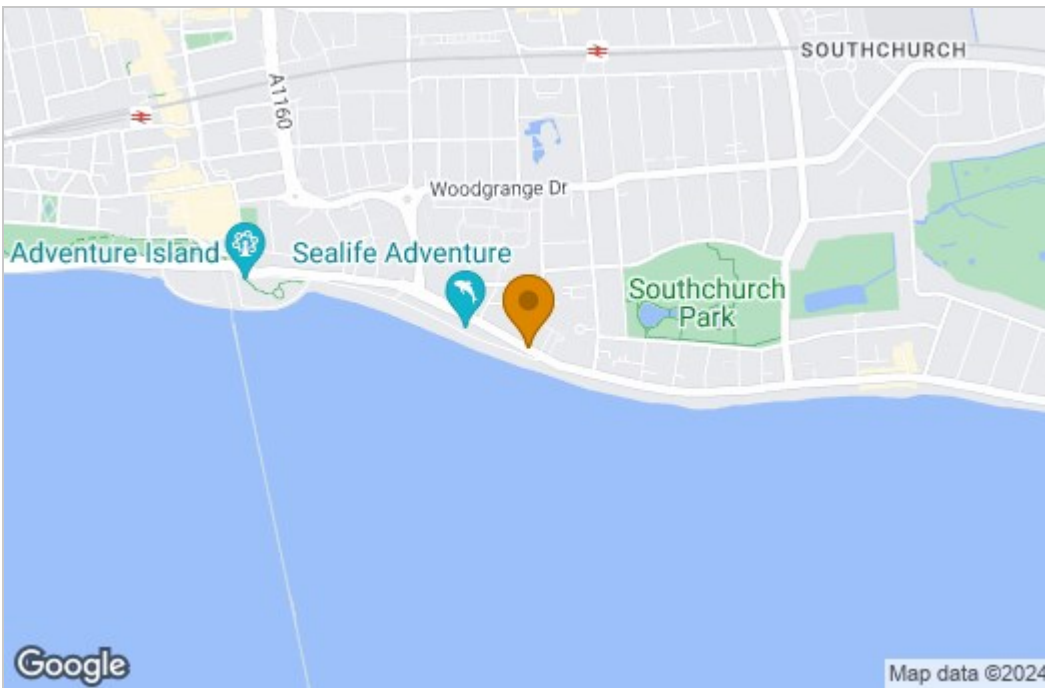 SOUTHCHURCH
A1160
Woodgrange Dr
Adventure Island
Sealife Adventure
Southchurch
Park
Google
Map data ©2024